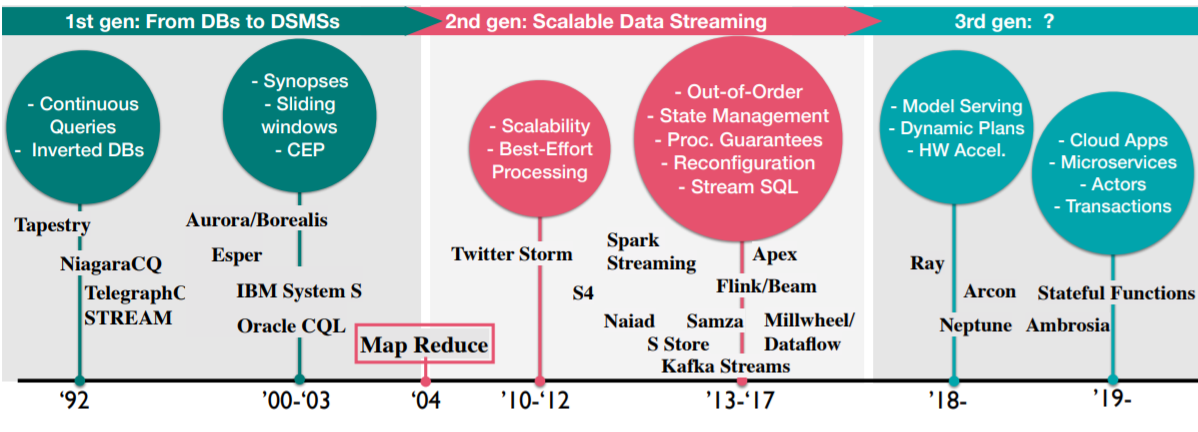 1st gen: From DBs to DSMSs
2nd gen: Scalable Data Streaming
3rd gen: ?
- Continuous
Queries
- Inverted DBs
- Synopses
- Sliding
windows
- CEP
- Scalability
- Best-Effort
Processing
- Out-of-Order
- State Management
- Proc. Guarantees
- Reconfiguration
- Stream SQL
- Model Serving
- Dynamic Plans
- HW Accel.
- Cloud Apps
- Microservices
- Actors
- Transactions
Tapestry
NiagaraCQ
TelegraphC
STREAM
Aurora/Borealis
Esper
IBM System S
Oracle CQL
Map Reduce
Twitter Storm
S4
Spark
Streaming
Apex
Flink/Beam
Naiad
Samza
Millwheel/
Dataflow
S Store
Kafka Streams
Ray
Arcon
Neptune
Stateful Functions
Ambrosia
'92
'00-'03
'04
'10-'12
'13-'17
'18-
'19-